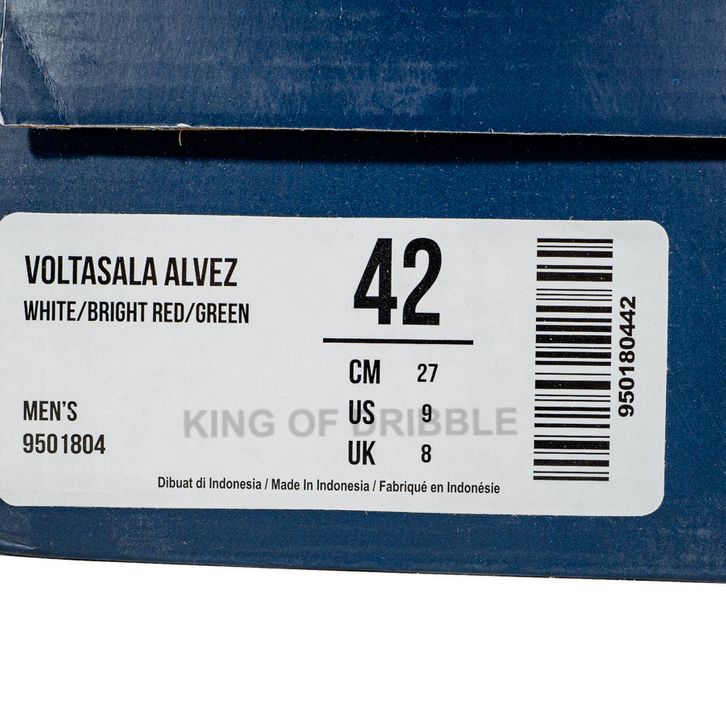 VOLTASALA ALVEZ
WHITE/BRIGHT RED/GREEN
42
CM 27
US 9
UK 8
MEN'S
9501804
KING OF DRIBBLE
Dibuat di Indonesia / Made In Indonesia / Fabriqué en Indonésie
950180442